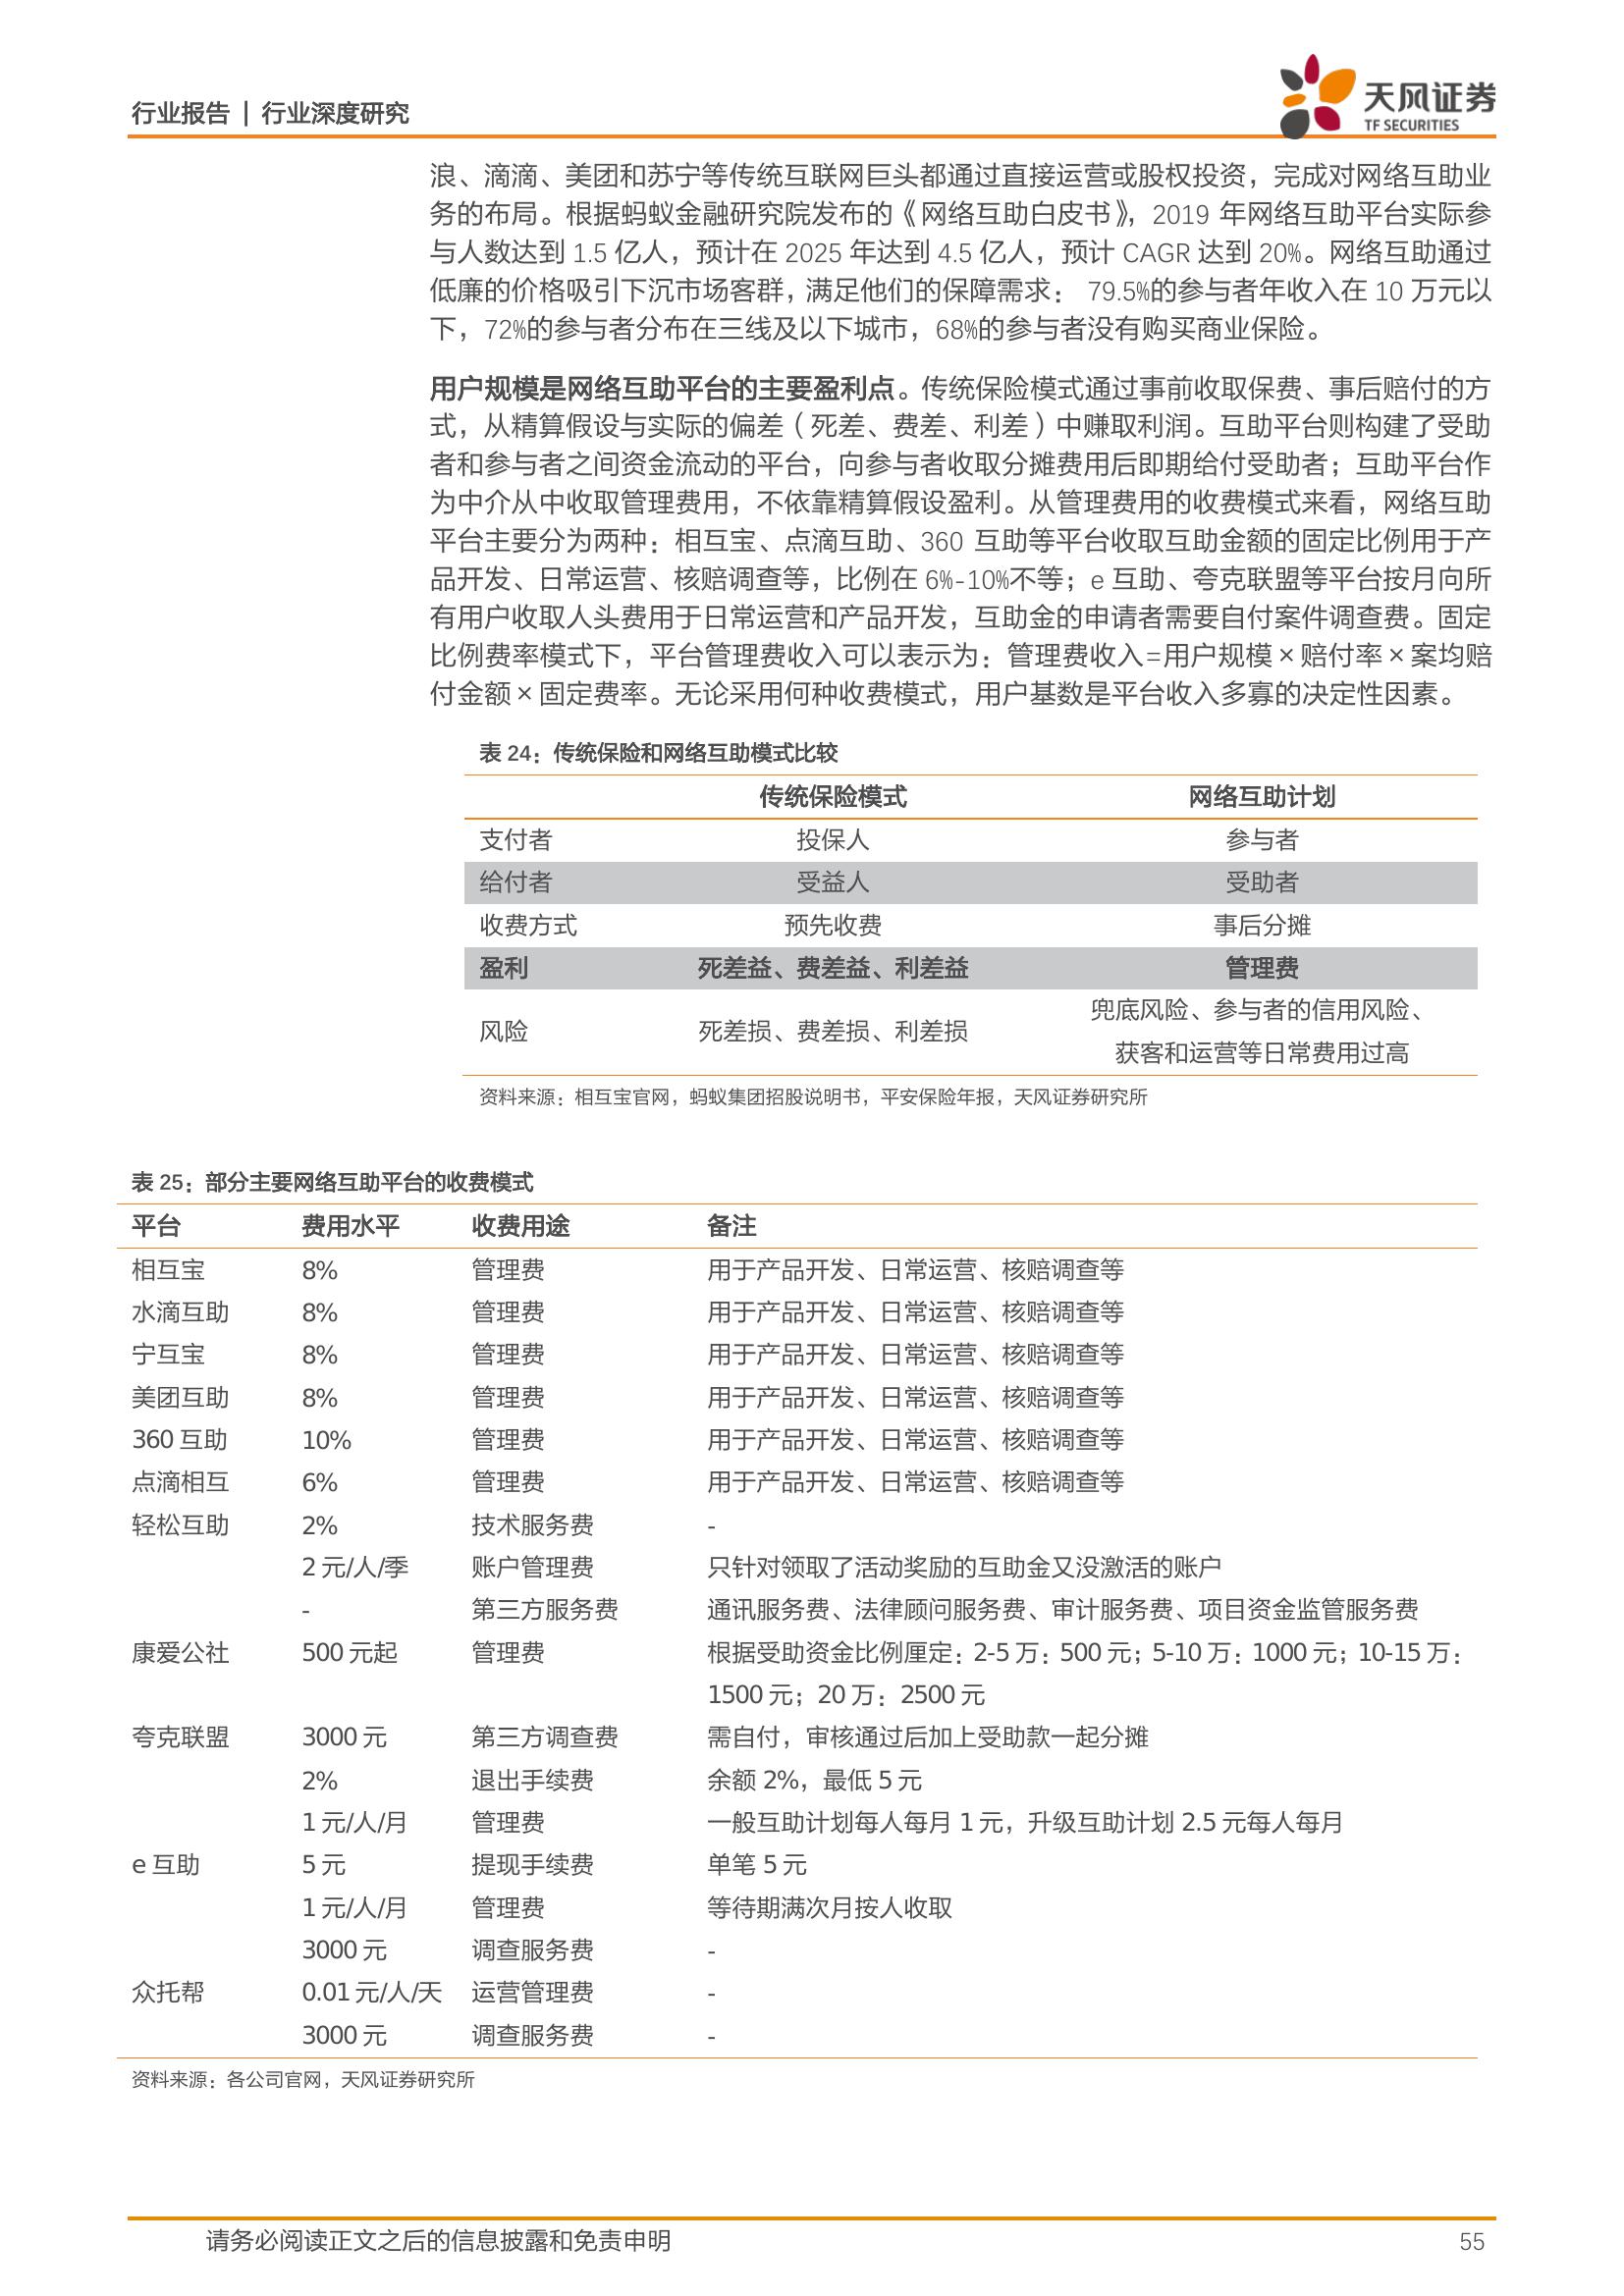 行业报告 | 行业深度研究
天风证券
TF SECURITIES
浪、滴滴、美团和苏宁等传统互联网巨头都通过直接运营或股权投资，完成对网络互助业
务的布局。根据蚂蚁金融研究院发布的《网络互助白皮书》，2019 年网络互助平台实际参
与人数达到 1.5 亿人，预计在 2025 年达到 4.5 亿人，预计 CAGR 达到 20%。网络互助通过
低廉的价格吸引下沉市场客群，满足他们的保障需求： 79.5%的参与者年收入在 10 万元以
下，72%的参与者分布在三线及以下城市，68%的参与者没有购买商业保险。
用户规模是网络互助平台的主要盈利点。传统保险模式通过事前收取保费、事后赔付的方
式，从精算假设与实际的偏差（死差、费差、利差）中赚取利润。互助平台则构建了受助
者和参与者之间资金流动的平台，向参与者收取分摊费用后即期给付受助者；互助平台作
为中介从中收取管理费用，不依靠精算假设盈利。从管理费用的收费模式来看，网络互助
平台主要分为两种：相互宝、点滴互助、360 互助等平台收取互助金额的固定比例用于产
品开发、日常运营、核赔调查等，比例在 6%-10%不等；e 互助、夸克联盟等平台按月向所
有用户收取人头费用于日常运营和产品开发，互助金的申请者需要自付案件调查费。固定
比例费率模式下，平台管理费收入可以表示为：管理费收入=用户规模×赔付率×案均赔
付金额×固定费率。无论采用何种收费模式，用户基数是平台收入多寡的决定性因素。
表 24：传统保险和网络互助模式比较
传统保险模式 网络互助计划
支付者 投保人 参与者
给付者 受益人 受助者
收费方式 预先收费 事后分摊
盈利 死差益、费差益、利差益 管理费
风险 死差损、费差损、利差损 兜底风险、参与者的信用风险、
获客和运营等日常费用过高
资料来源：相互宝官网，蚂蚁集团招股说明书，平安保险年报，天风证券研究所
表 25：部分主要网络互助平台的收费模式
平台 费用水平 收费用途 备注
相互宝 8% 管理费 用于产品开发、日常运营、核赔调查等
水滴互助 8% 管理费 用于产品开发、日常运营、核赔调查等
宁互宝 8% 管理费 用于产品开发、日常运营、核赔调查等
美团互助 8% 管理费 用于产品开发、日常运营、核赔调查等
360 互助 10% 管理费 用于产品开发、日常运营、核赔调查等
点滴相互 6% 管理费 用于产品开发、日常运营、核赔调查等
轻松互助 2% 技术服务费 -
2 元/人/季 账户管理费 只针对领取了活动奖励的互助金又没激活的账户
- 第三方服务费 通讯服务费、法律顾问服务费、审计服务费、项目资金监管服务费
康爱公社 500 元起 管理费 根据受助资金比例厘定：2-5 万：500 元；5-10 万：1000 元；10-15 万：
1500 元；20 万：2500 元
夸克联盟 3000 元 第三方调查费 需自付，审核通过后加上受助款一起分摊
2% 退出手续费 余额 2%，最低 5 元
1 元/人/月 管理费 一般互助计划每人每月 1 元，升级互助计划 2.5 元每人每月
e 互助 5 元 提现手续费 单笔 5 元
1 元/人/月 管理费 等待期满次月按人收取
3000 元 调查服务费 -
众托帮 0.01 元/人/天 运营管理费 -
3000 元 调查服务费 -
资料来源：各公司官网，天风证券研究所
请务必阅读正文之后的信息披露和免责申明 55